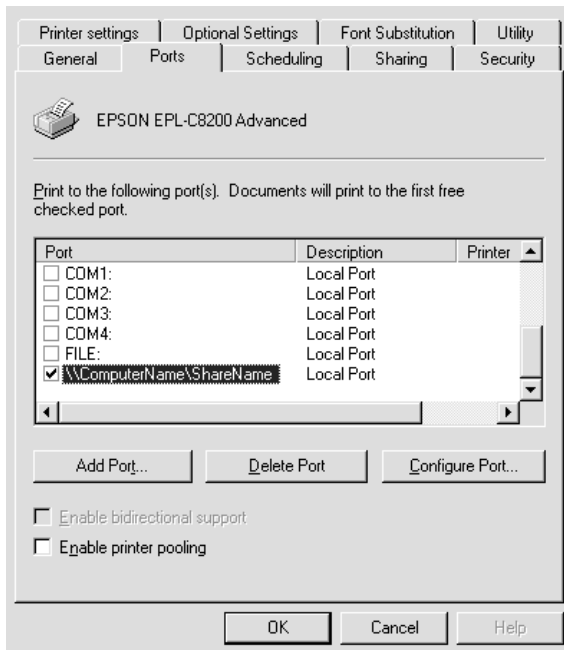 Printer settings Optional Settings Font Substitution Utility
General Ports Scheduling Sharing Security
EPSON EPL-C8200 Advanced
Print to the following port(s). Documents will print to the first free
checked port.
Port Description Printer
COM1: Local Port
COM2: Local Port
COM3: Local Port
COM4: Local Port
FILE: Local Port
\\ComputerName\ShareName Local Port
Add Port... Delete Port Configure Port...
Enable bidirectional support
Enable printer pooling
OK Cancel Help